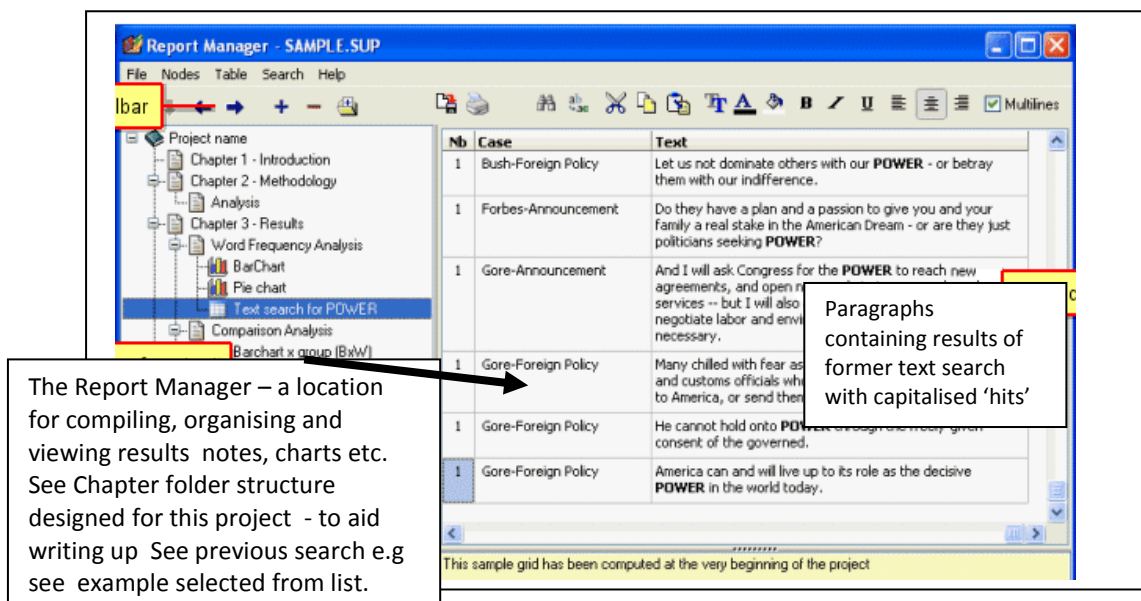 Report Manager - SAMPLE.SUP
File Nodes Table Search Help
lbar
Multilines
Project name
Chapter 1 - Introduction
Chapter 2 - Methodology
Analysis
Chapter 3 - Results
Word Frequency Analysis
BarChart
Pie chart
Text search for POWER
Comparison Analysis
Barchart x group (BxW)
Nb Case Text
1 Bush-Foreign Policy Let us not dominate others with our POWER - or betray
them with our indifference.
1 Forbes-Announcement Do they have a plan and a passion to give you and your
family a real stake in the American Dream - or are they just
politicians seeking POWER?
1 Gore-Announcement And I will ask Congress for the POWER to reach new
agreements, and open
services -- but I will also
negotiate labor and
necessary.
1 Gore-Foreign Policy Many chilled with fear as
and customs officials
to America, or send
1 Gore-Foreign Policy He cannot hold onto
consent of the governed.
1 Gore-Foreign Policy America can and will live up to its role as the decisive
POWER in the world today.
This sample grid has been computed at the very beginning of the project
Paragraphs
containing results of
former text search
with capitalised ‘hits’
The Report Manager – a location
for compiling, organising and
viewing results notes, charts etc.
See Chapter folder structure
designed for this project - to aid
writing up See previous search e.g
see example selected from list.